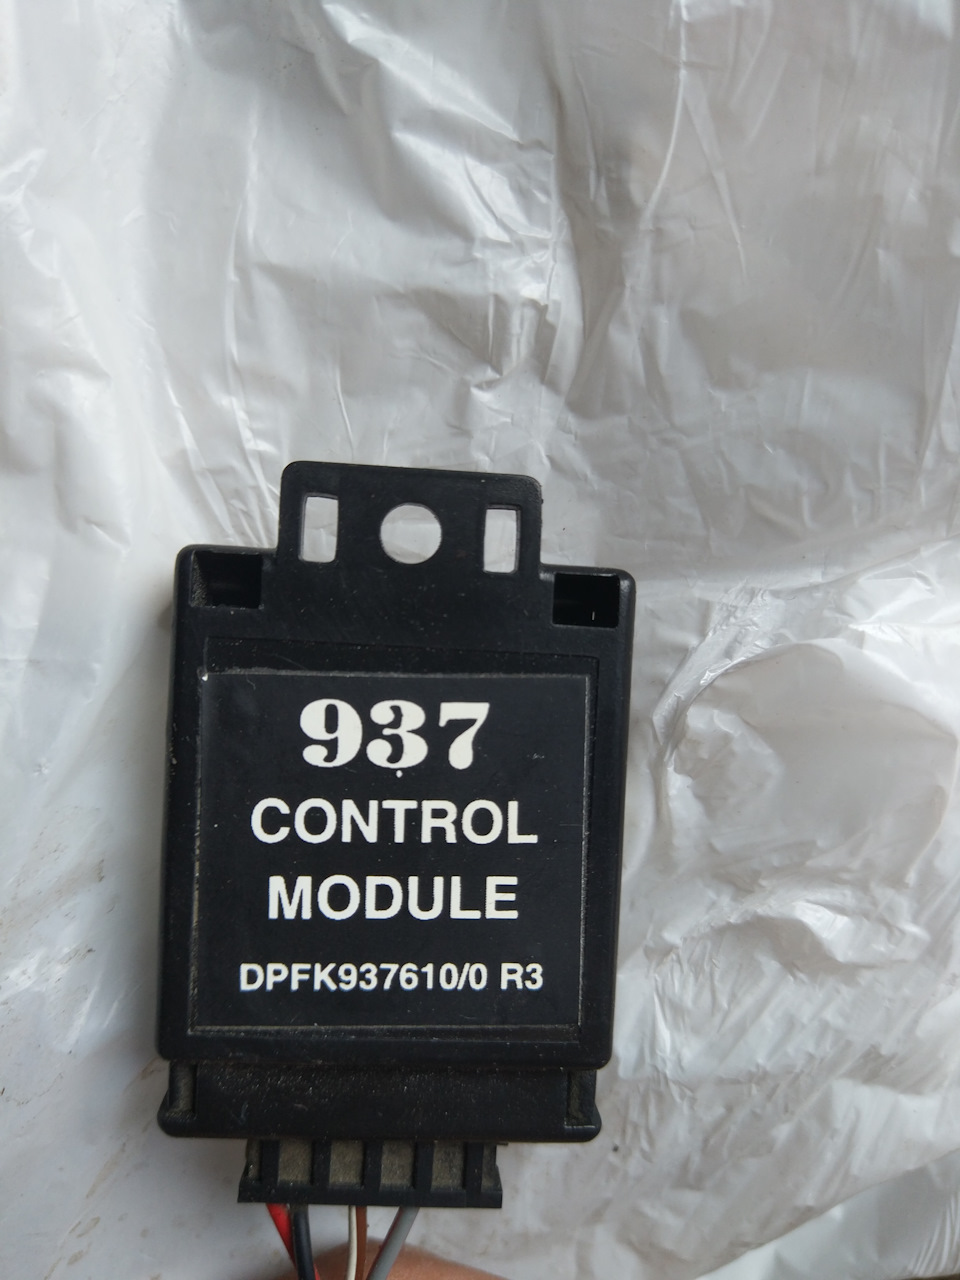 937
CONTROL
MODULE
DPFK937610/0 R3